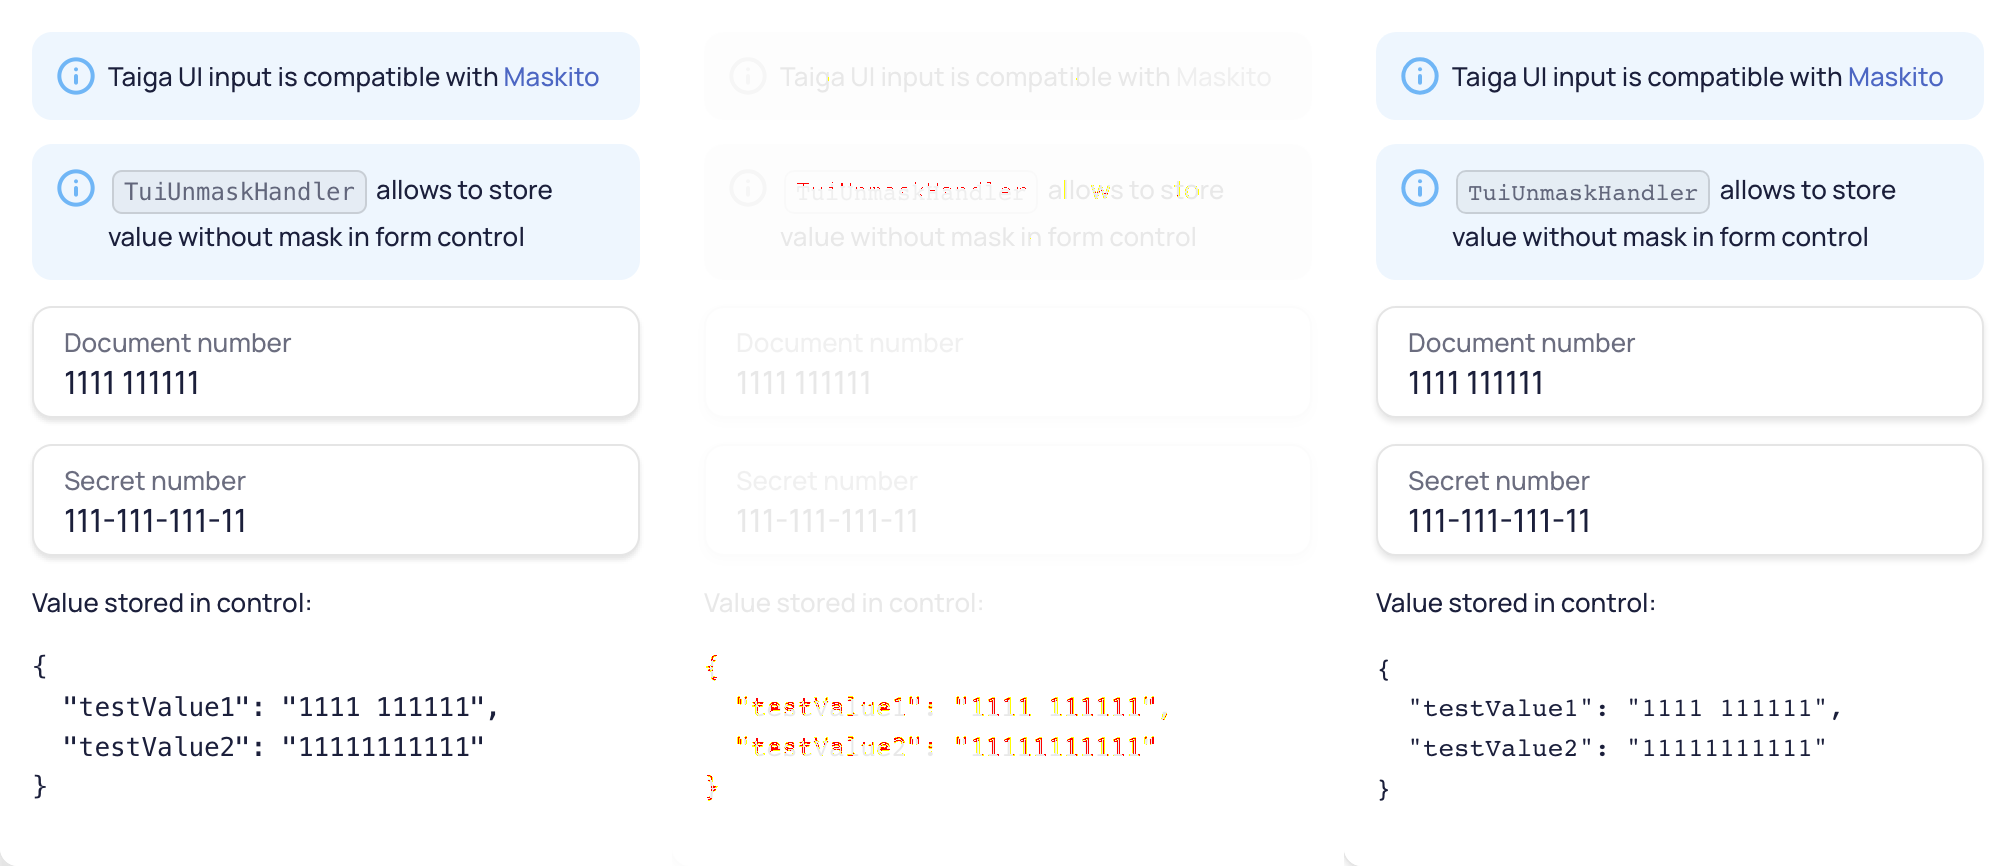 Taiga UI input is compatible with Maskito
TuiUnmaskHandler allows to store
value without mask in form control
Document number
1111 111111
Secret number
111-111-111-11
Value stored in control:
{
"testValue1": "1111 111111",
"testValue2": "11111111111"
}
Taiga UI input is compatible with Maskito
TuiUnmaskHandler allows to store
value without mask in form control
Document number
1111 111111
Secret number
111-111-111-11
Value stored in control:
{
"testValue1": "1111 111111",
"testValue2": "11111111111"
}
Taiga UI input is compatible with Maskito
TuiUnmaskHandler allows to store
value without mask in form control
Document number
1111 111111
Secret number
111-111-111-11
Value stored in control:
{
"testValue1": "1111 111111",
"testValue2": "11111111111"
}